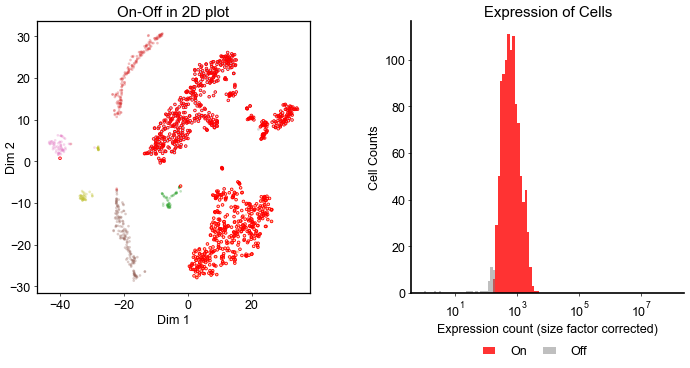 On-Off in 2D plot
30
20
10
0
−10
−20
−30
−40
−20
0
20
Dim 2
Dim 1
Expression of Cells
100
80
60
40
20
0
10^1
10^3
10^5
10^7
Cell Counts
Expression count (size factor corrected)
On
Off